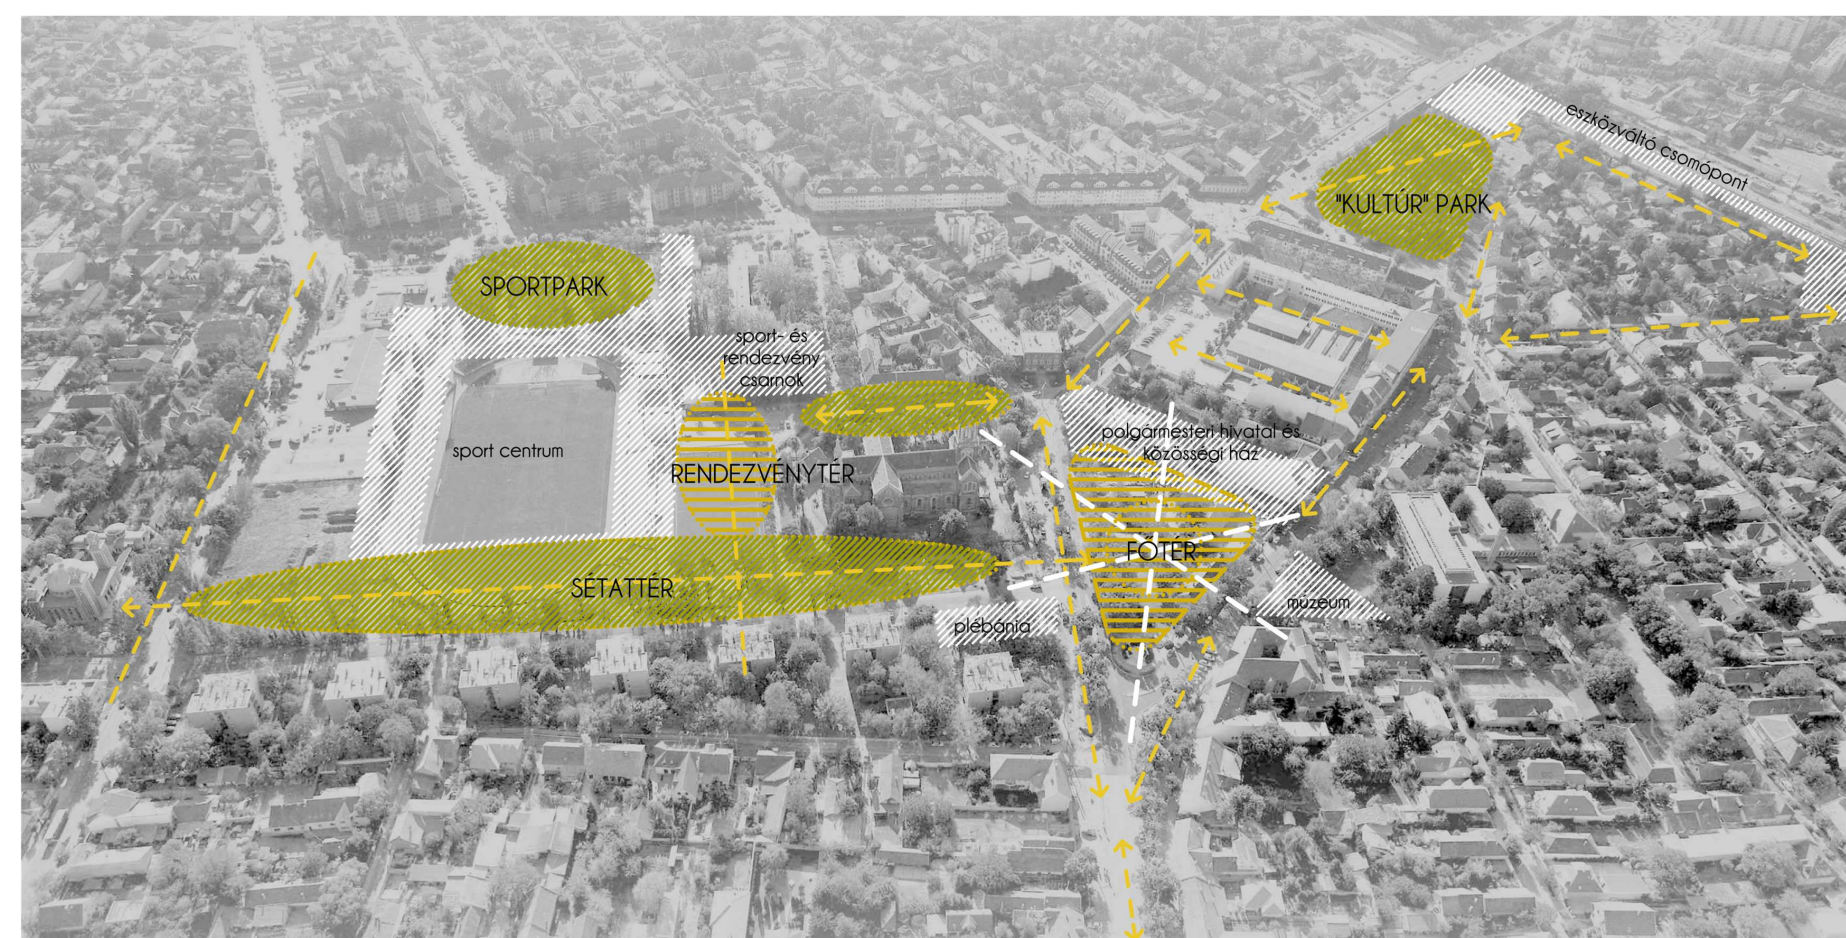 eszközváltó csomópont
"KULTÚR" PARK
SPORTPARK
sport- és
rendezvény
csarnok
sport centrum
RENDEZVÉNYTÉR
polgármesteri hivatal és
közösségi ház
FŐTÉR
SÉTATTÉR
múzeum
plébánia